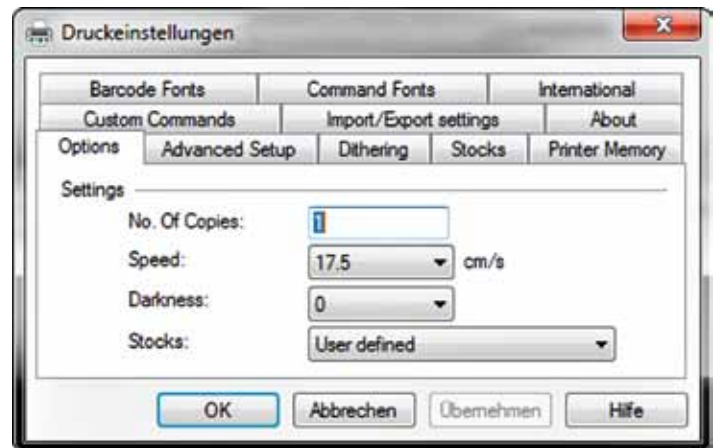 Druckeinstellungen
Barcode Fonts Command Fonts International
Custom Commands Import/Export settings About
Options Advanced Setup Dithering Stocks Printer Memory
Settings
No. Of Copies: 1
Speed: 17.5 cm/s
Darkness: 0
Stocks: User defined
OK Abbrechen Übernehmen Hilfe